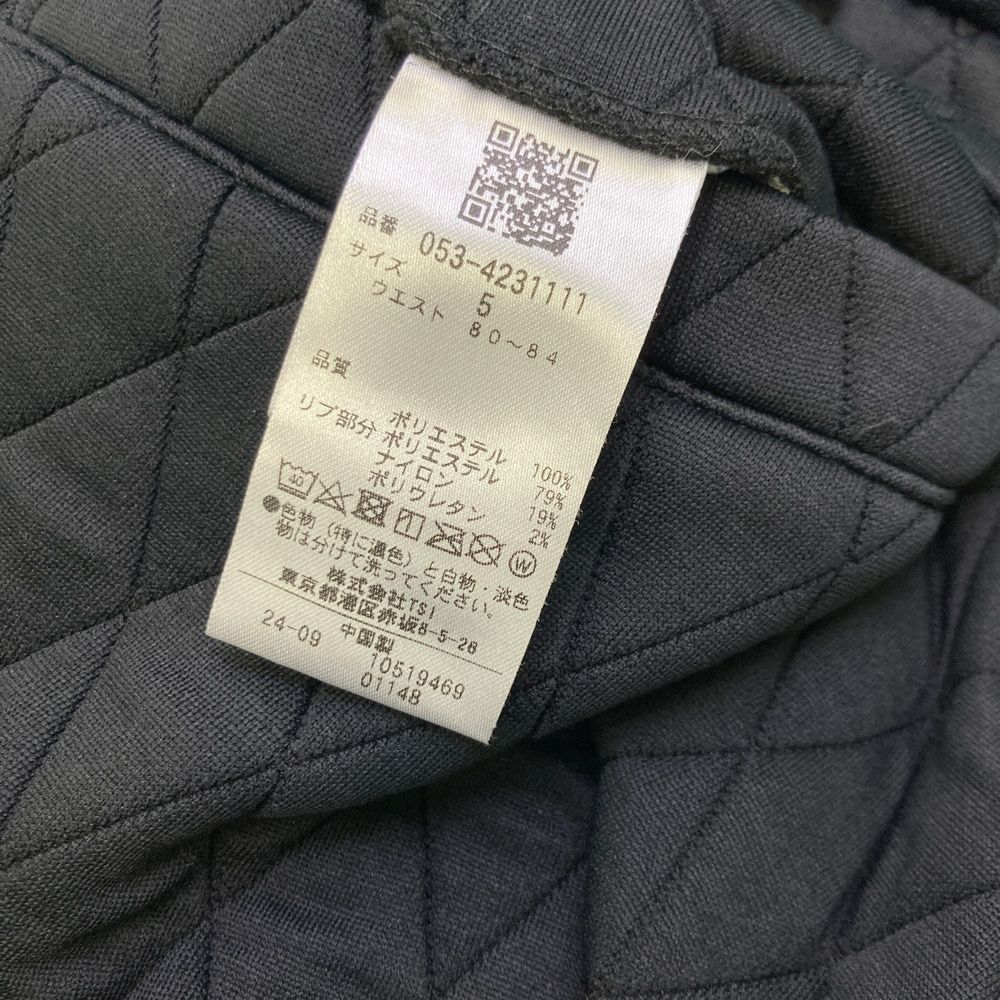 品番 053-4231111
サイズ 5
ウエスト 80〜84
品質
ポリエステル 100%
リブ部分 ポリエステル 79%
ナイロン 19%
ポリウレタン 2%
40 W
●色物(特に濃色)と白物、淡色
物は分けて洗ってください。
株式会社TSI
東京都港区赤坂8-5-28
24-09 中国製
10519469
01148